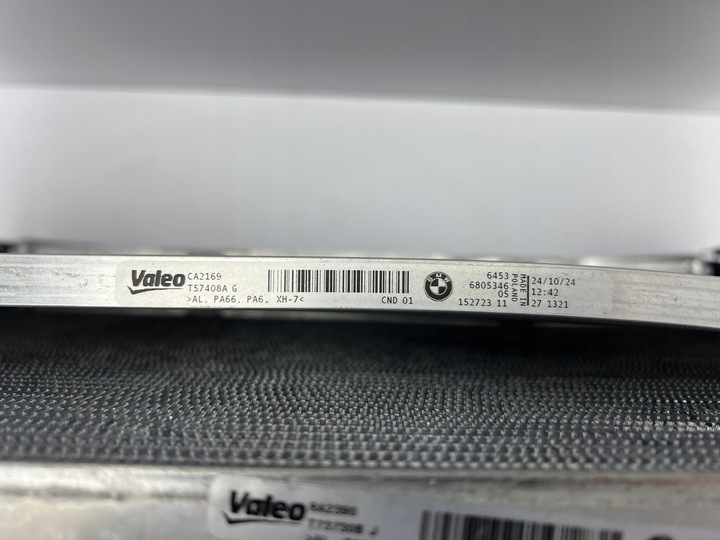 Valeo
CA2169
T57408A G
>AL, PA66, PA6, XH-7<
CND 01
BMW
6453
6805346
05
152723 11
MADE IN
POLAND
24/10/24
12:42
27 1321
Valeo